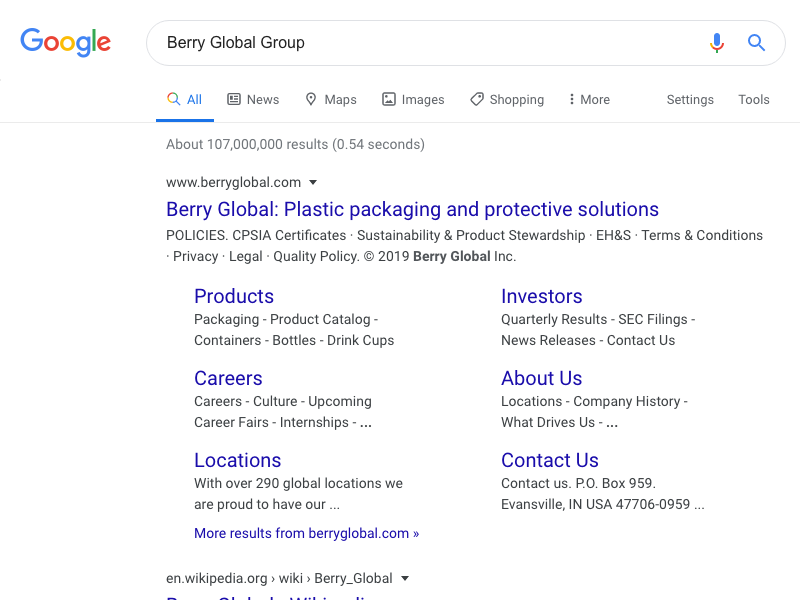 Google
Berry Global Group
All News Maps Images Shopping More Settings Tools
About 107,000,000 results (0.54 seconds)
www.berryglobal.com
Berry Global: Plastic packaging and protective solutions
POLICIES. CPSIA Certificates · Sustainability & Product Stewardship · EH&S · Terms & Conditions
· Privacy · Legal · Quality Policy. © 2019 Berry Global Inc.
Products
Packaging - Product Catalog -
Containers - Bottles - Drink Cups
Investors
Quarterly Results - SEC Filings -
News Releases - Contact Us
Careers
Careers - Culture - Upcoming
Career Fairs - Internships - ...
About Us
Locations - Company History -
What Drives Us - ...
Locations
With over 290 global locations we
are proud to have our ...
Contact Us
Contact us. P.O. Box 959.
Evansville, IN USA 47706-0959 ...
More results from berryglobal.com »
en.wikipedia.org › wiki › Berry_Global